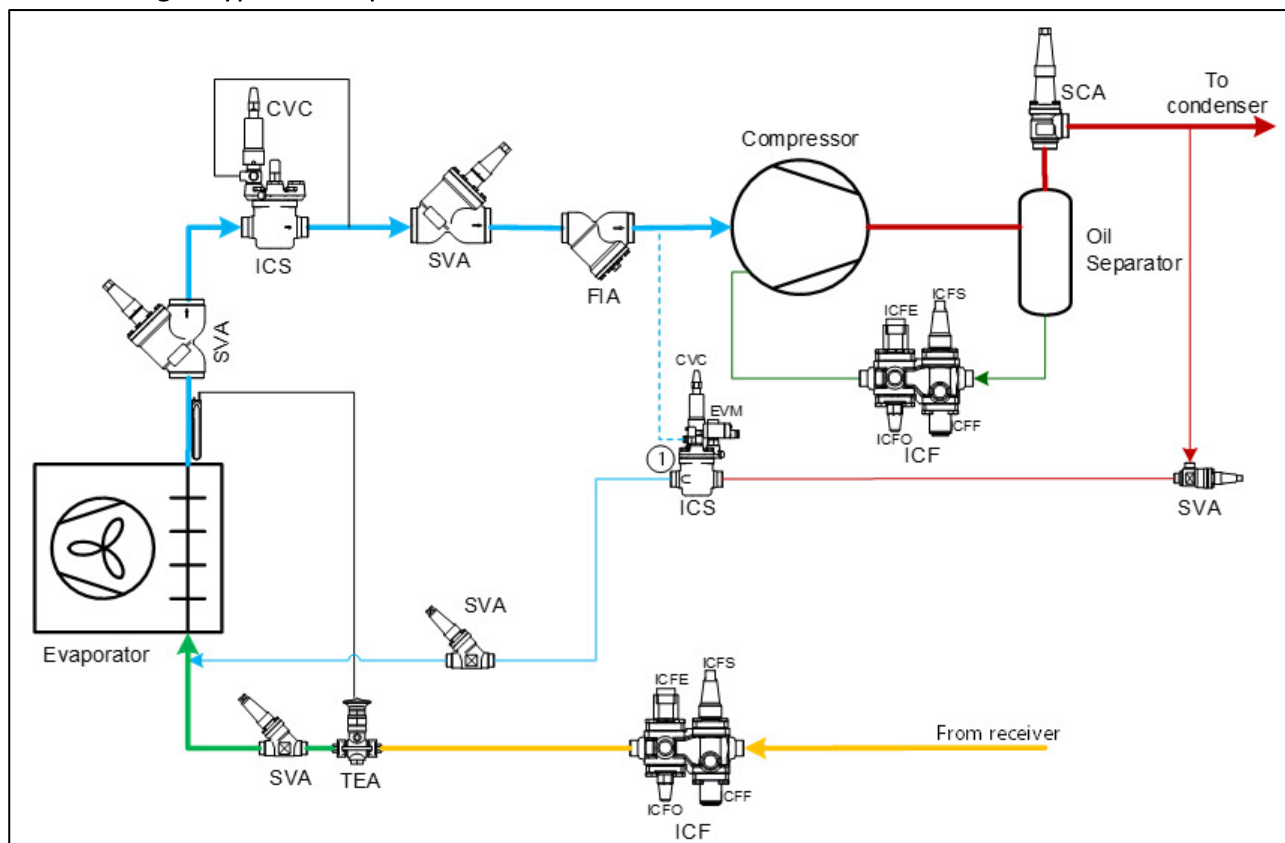 CVC
ICS
SVA
SVA
FIA
Compressor
SCA
To
condenser
Oil
Separator
ICFE
ICFS
ICFO
CFF
ICF
CVC
EVM
1
ICS
SVA
Evaporator
SVA
SVA
TEA
ICFE
ICFS
ICFO
CFF
ICF
From receiver